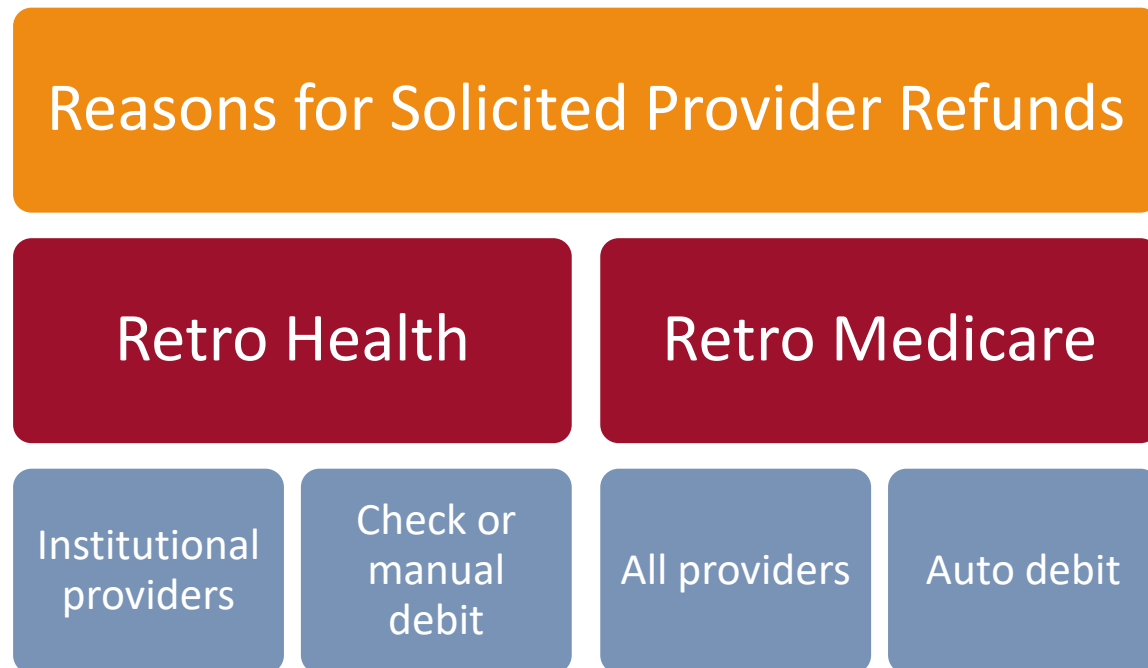 Reasons for Solicited Provider Refunds
Retro Health
Retro Medicare
Institutional
providers
Check or
manual
debit
All providers
Auto debit